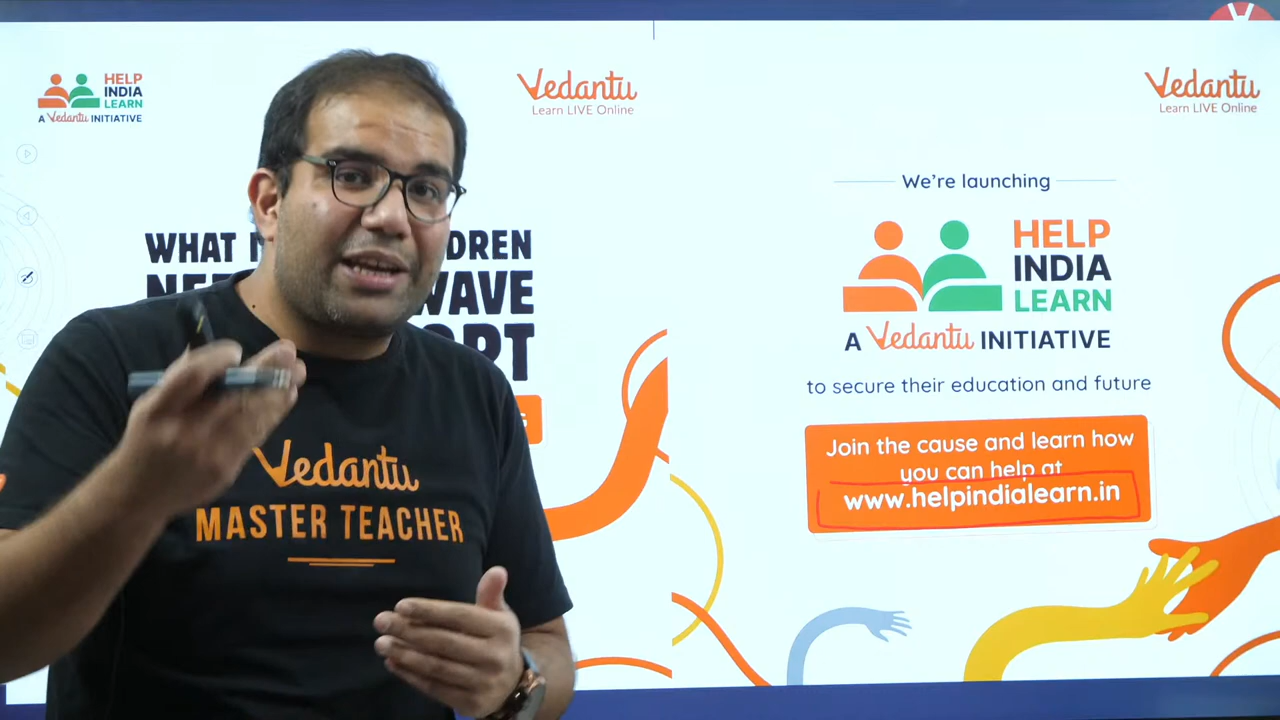 HELP
INDIA
LEARN
A Vedantu INITIATIVE
Vedantu
Learn LIVE Online
WHAT
DREN
WAVE
Vedantu
MASTER TEACHER
Vedantu
Learn LIVE Online
We're launching
HELP
INDIA
LEARN
A Vedantu INITIATIVE
to secure their education and future
Join the cause and learn how
you can help at
www.helpindialearn.in